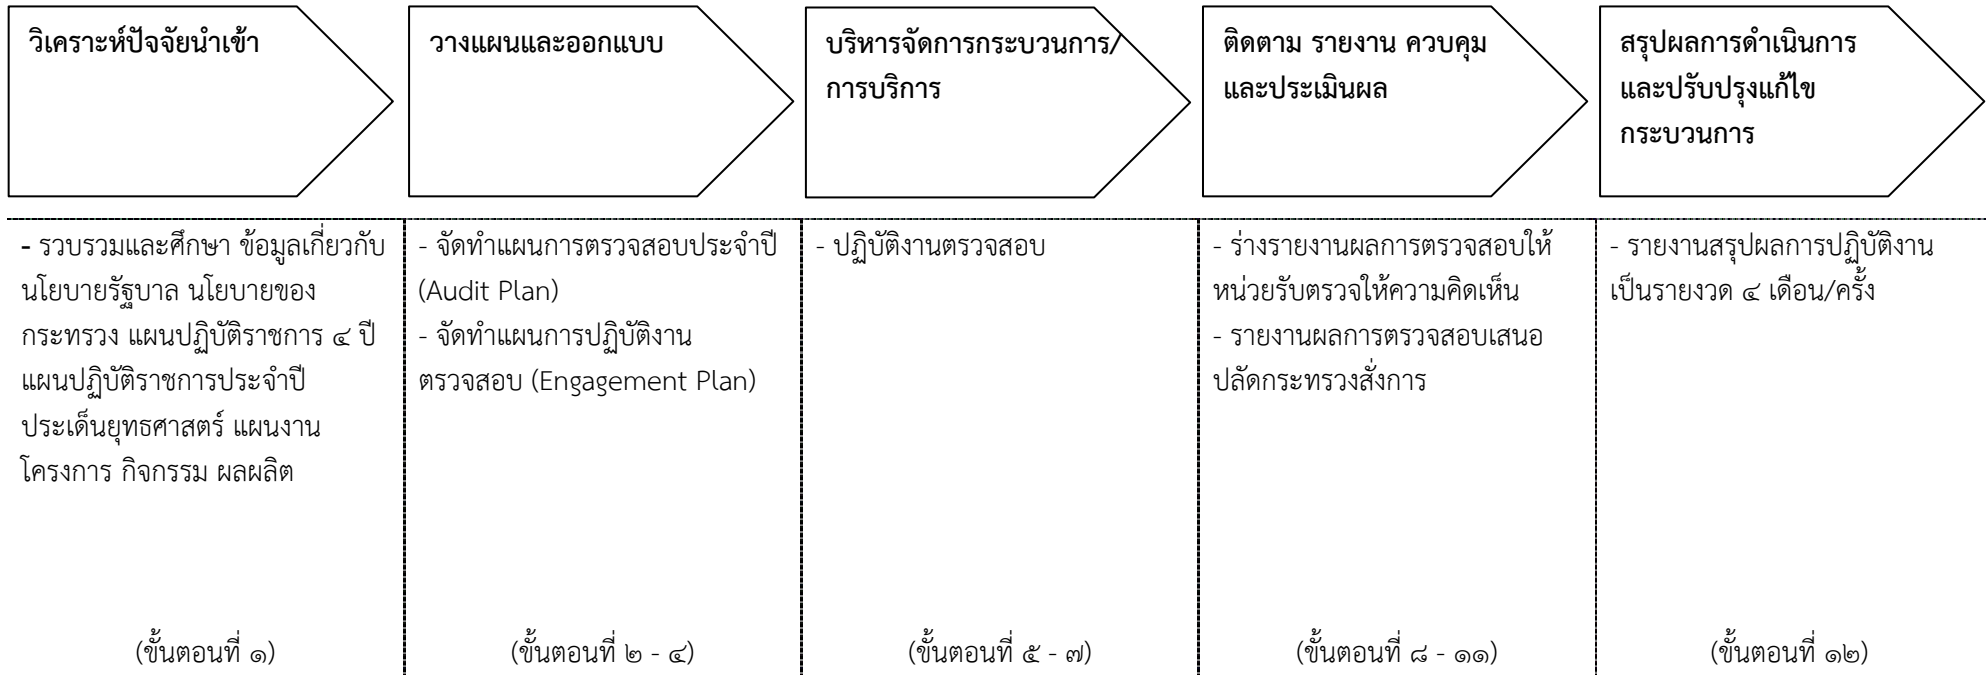 วิเคราะห์ปัจจัยนำเข้า
วางแผนและออกแบบ
บริหารจัดการกระบวนการ/
การบริการ
ติดตาม รายงาน ควบคุม
และประเมินผล
สรุปผลการดำเนินการ
และปรับปรุงแก้ไข
กระบวนการ
- รวบรวมและศึกษา ข้อมูลเกี่ยวกับ
นโยบายรัฐบาล นโยบายของ
กระทรวง แผนปฏิบัติราชการ ๔ ปี
แผนปฏิบัติราชการประจำปี
ประเด็นยุทธศาสตร์ แผนงาน
โครงการ กิจกรรม ผลผลิต
(ขั้นตอนที่ ๑)
- จัดทำแผนการตรวจสอบประจำปี
(Audit Plan)
- จัดทำแผนการปฏิบัติงาน
ตรวจสอบ (Engagement Plan)
(ขั้นตอนที่ ๒ - ๔)
- ปฏิบัติงานตรวจสอบ
(ขั้นตอนที่ ๕ - ๗)
- ร่างรายงานผลการตรวจสอบให้
หน่วยรับตรวจให้ความคิดเห็น
- รายงานผลการตรวจสอบเสนอ
ปลัดกระทรวงสั่งการ
(ขั้นตอนที่ ๘ - ๑๑)
- รายงานสรุปผลการปฏิบัติงาน
เป็นรายงวด ๔ เดือน/ครั้ง
(ขั้นตอนที่ ๑๒)